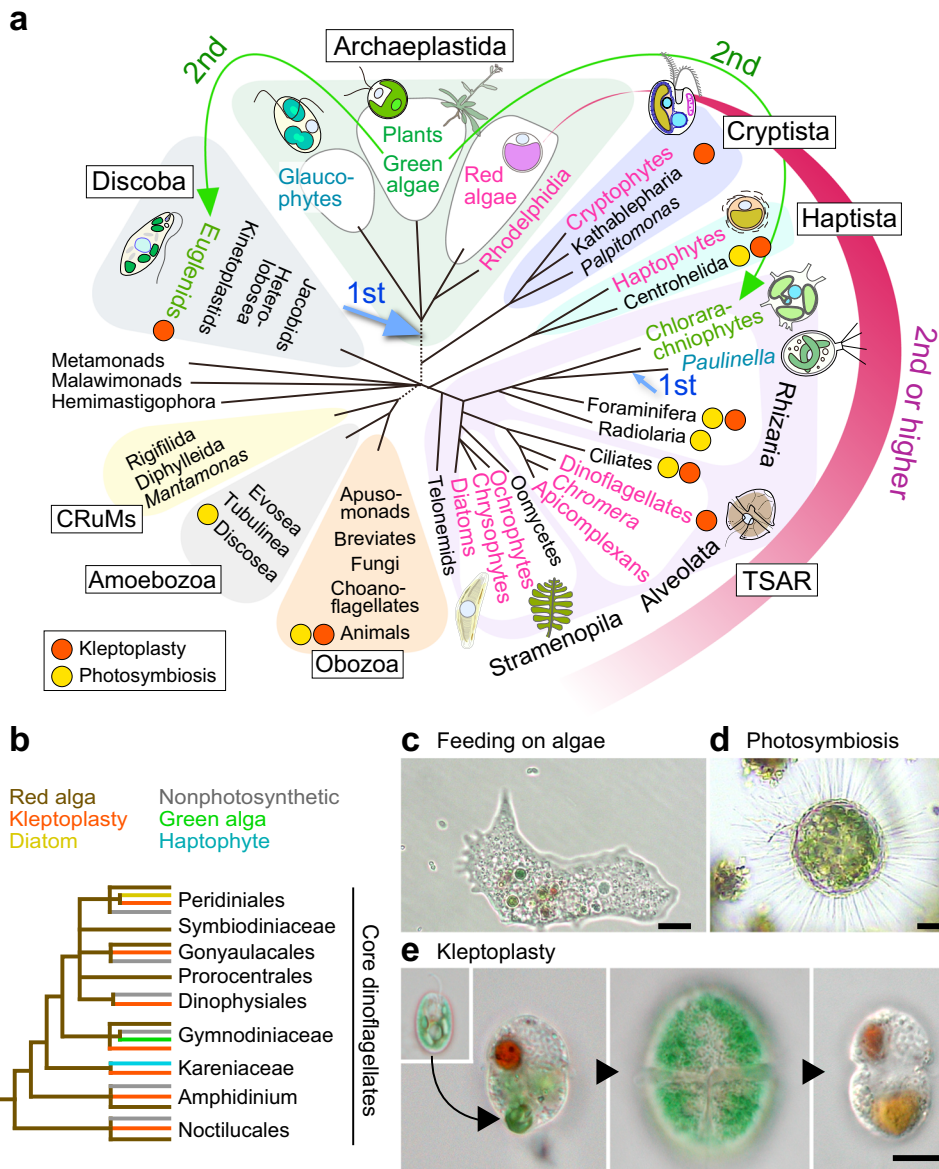 a
Archaeplastida
2nd
2nd
Plants
Green
algae
Glauco-
phytes
Red
algae
Rhodelphidia
Cryptista
Cryptophytes
Kathablepharia
Palpitomonas
Discoba
Euglenids
Kinetoplastids
Hetero-
lobosea
Jacobids
Haptista
Haptophytes
Centrohelida
1st
Chlorara-
chniophytes
Paulinella
1st
2nd or higher
Metamonads
Malawimonads
Hemimastigophora
Foraminifera
Radiolaria
Rhizaria
Ciliates
Dinoflagellates
Chromera
Apicomplexans
Alveolata
TSAR
Rigifilida
Diphylleida
Mantamonas
CRuMs
Evosea
Tubulinea
Discosea
Amoebozoa
Apuso-
monads
Breviates
Fungi
Choano-
flagellates
Animals
Obozoa
Telonemids
Diatoms
Chrysophytes
Ochrophytes
Oomycetes
Stramenopila
Kleptoplasty
Photosymbiosis
b
Red alga
Kleptoplasty
Diatom
Nonphotosynthetic
Green alga
Haptophyte
Peridiniales
Symbiodiniaceae
Gonyaulacales
Prorocentrales
Dinophysiales
Gymnodiniaceae
Kareniaceae
Amphidinium
Noctilucales
Core dinoflagellates
c Feeding on algae
d Photosymbiosis
e Kleptoplasty